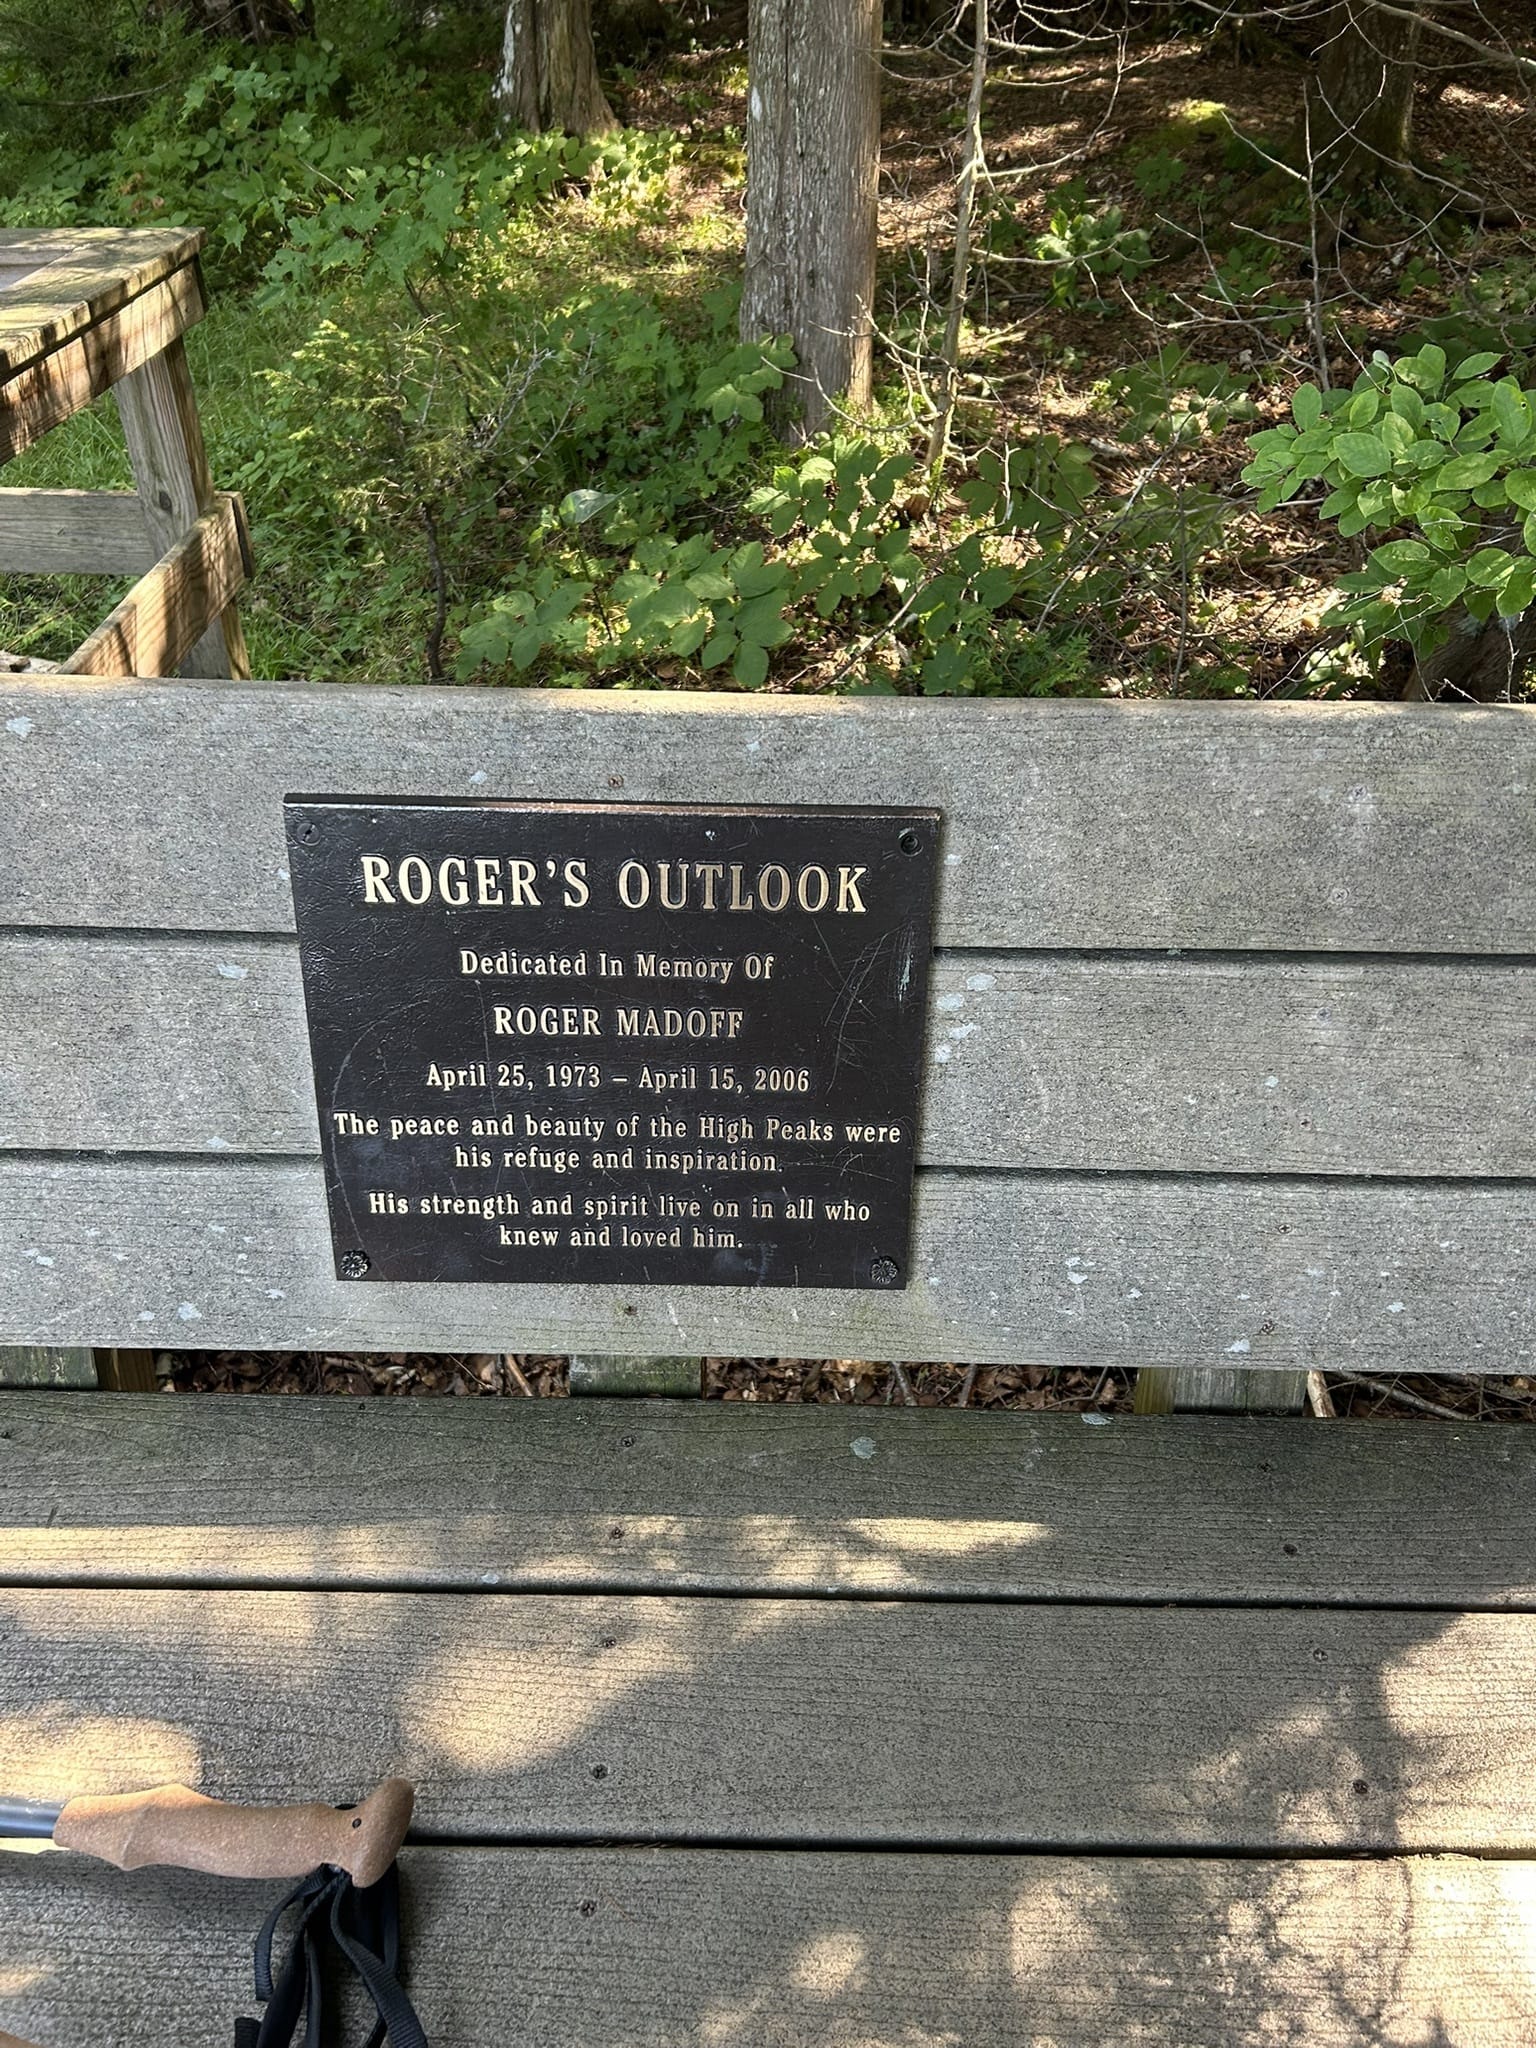 ROGER'S OUTLOOK
Dedicated In Memory Of
ROGER MADOFF
April 25, 1973 – April 15, 2006
The peace and beauty of the High Peaks were
his refuge and inspiration.
His strength and spirit live on in all who
knew and loved him.